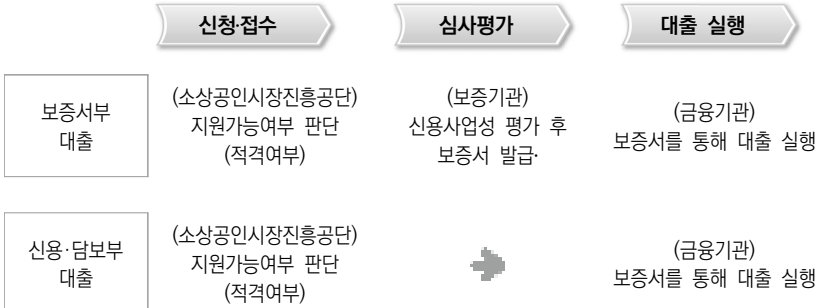 신청·접수
심사평가
대출 실행
보증서부
대출
(소상공인시장진흥공단)
지원가능여부 판단
(적격여부)
(보증기관)
신용사업성 평가 후
보증서 발급·
(금융기관)
보증서를 통해 대출 실행
신용·담보부
대출
(소상공인시장진흥공단)
지원가능여부 판단
(적격여부)
(금융기관)
보증서를 통해 대출 실행